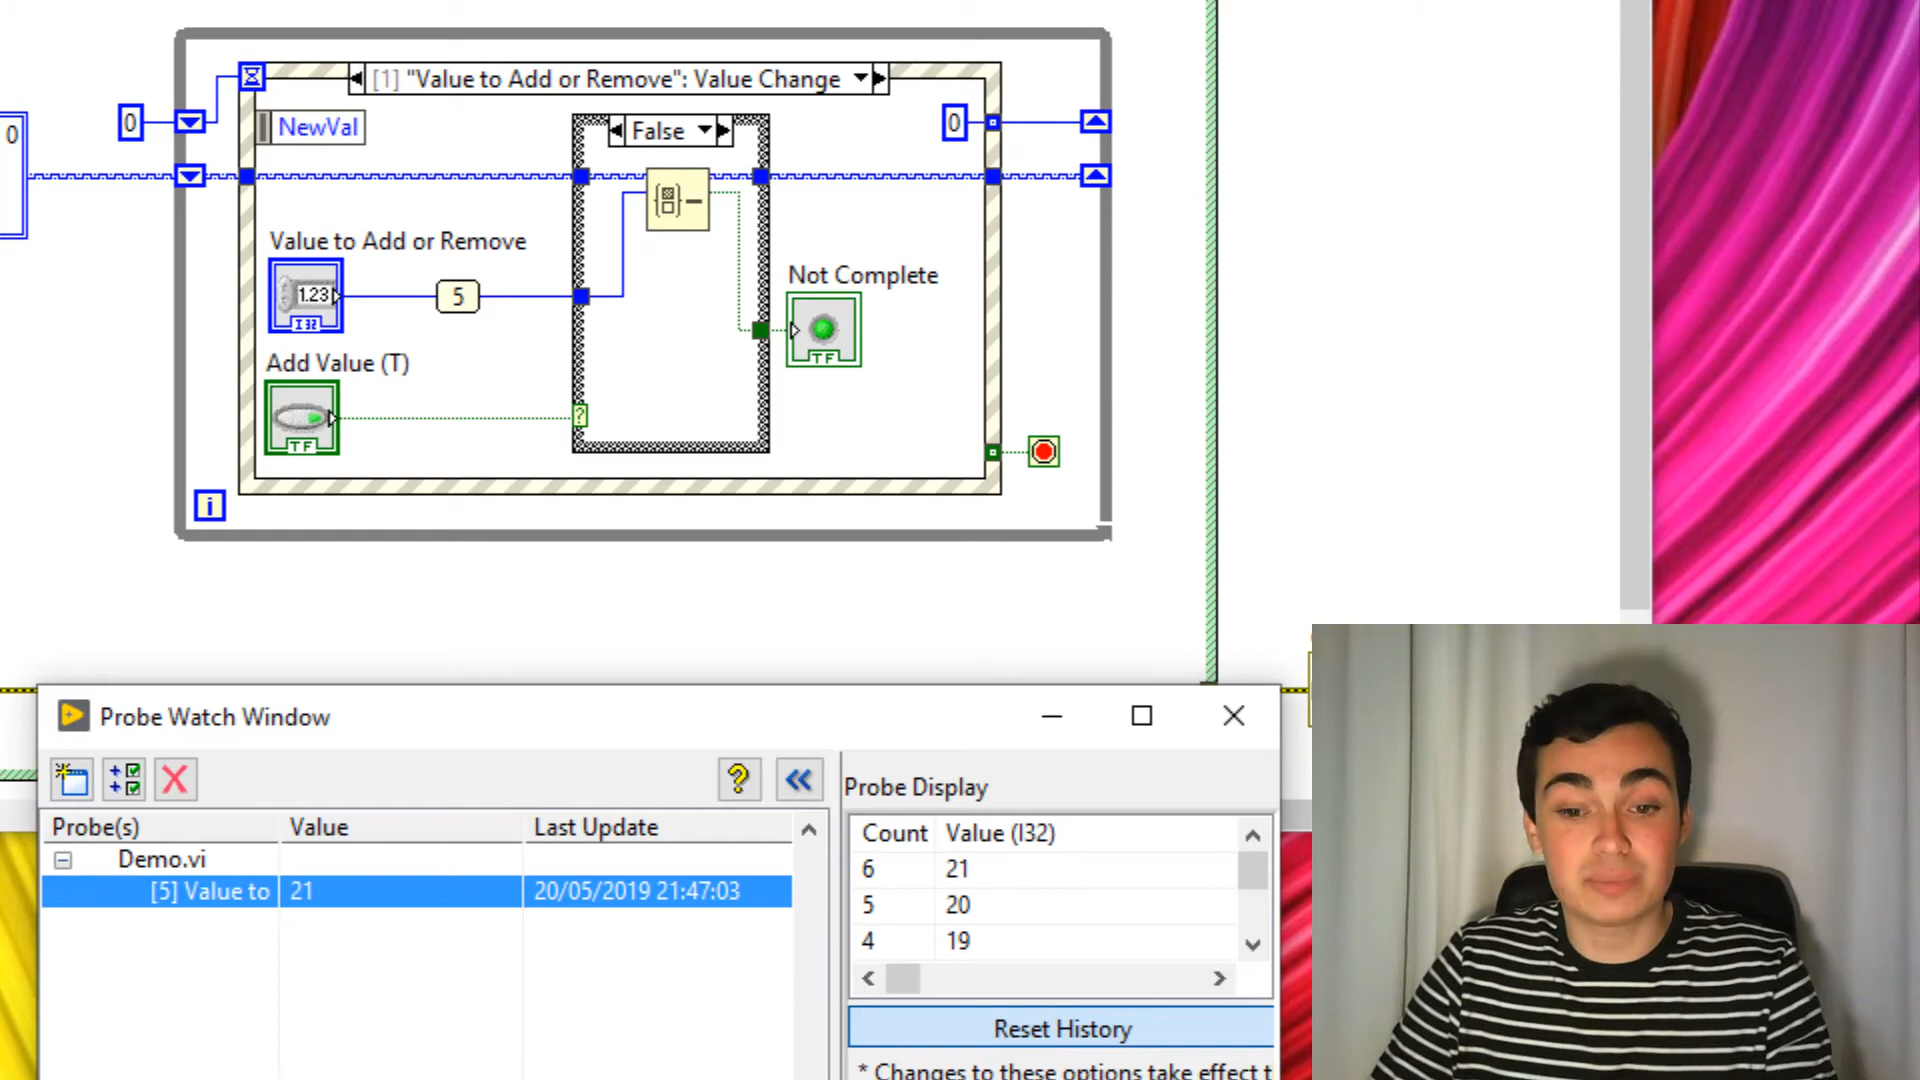 [1] "Value to Add or Remove": Value Change
0
0
0
NewVal
False
Value to Add or Remove
1.23
5
I32
Not Complete
TF
Add Value (T)
?
TF
i
Probe Watch Window
?
Probe Display
Probe(s) Value Last Update
Count Value (I32)
Demo.vi
6 21
[5] Value to 21 20/05/2019 21:47:03
5 20
4 19
Reset History
* Changes to these options take effect t